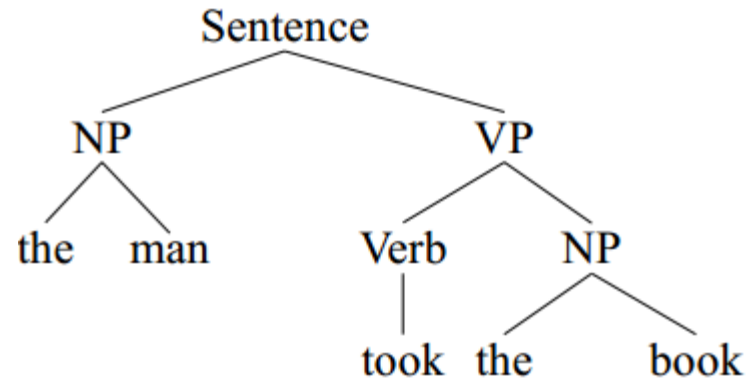 Sentence
NP VP
the man Verb NP
took the book